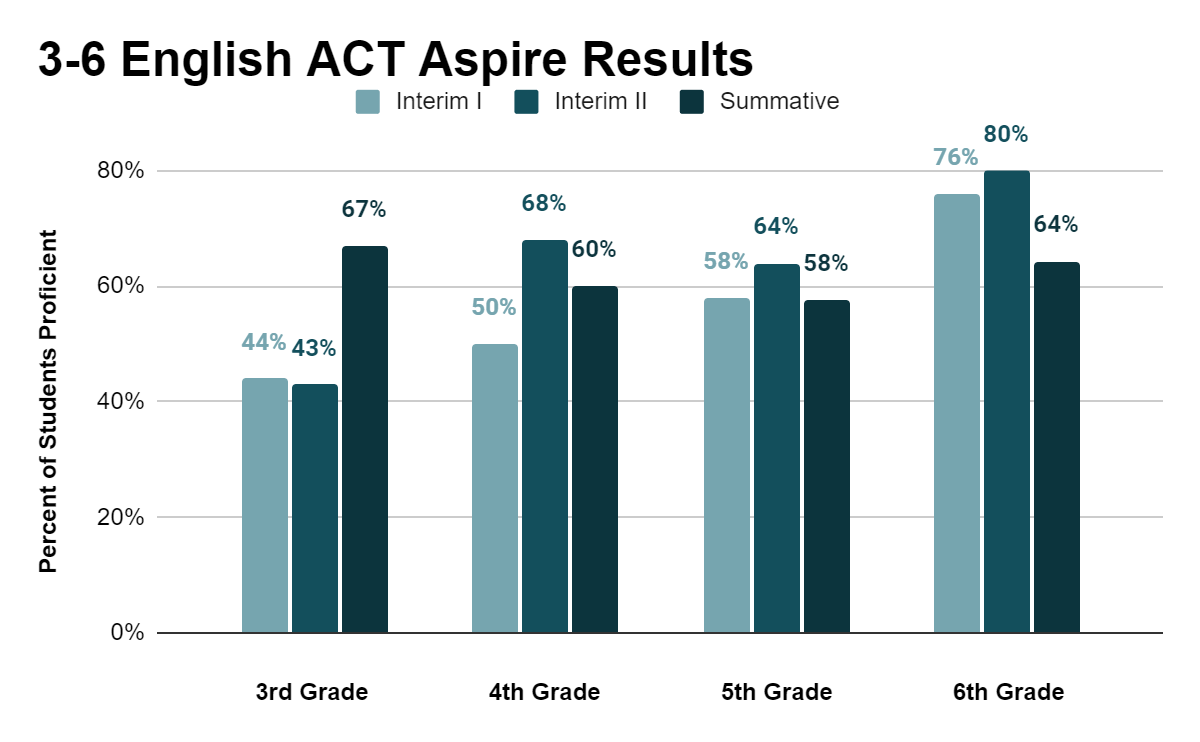 3-6 English ACT Aspire Results
Interim I Interim II Summative
Percent of Students Proficient
80%
60%
40%
20%
0%
44% 43% 67%
50% 68% 60%
58% 64% 58%
76% 80% 64%
3rd Grade 4th Grade 5th Grade 6th Grade